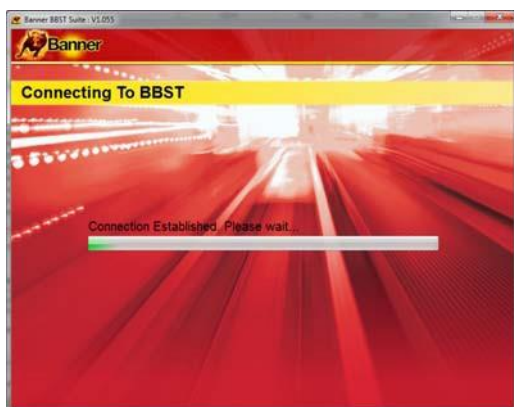 Banner BBST Suite : V1.055
Banner
Connecting To BBST
Connection Established. Please wait...